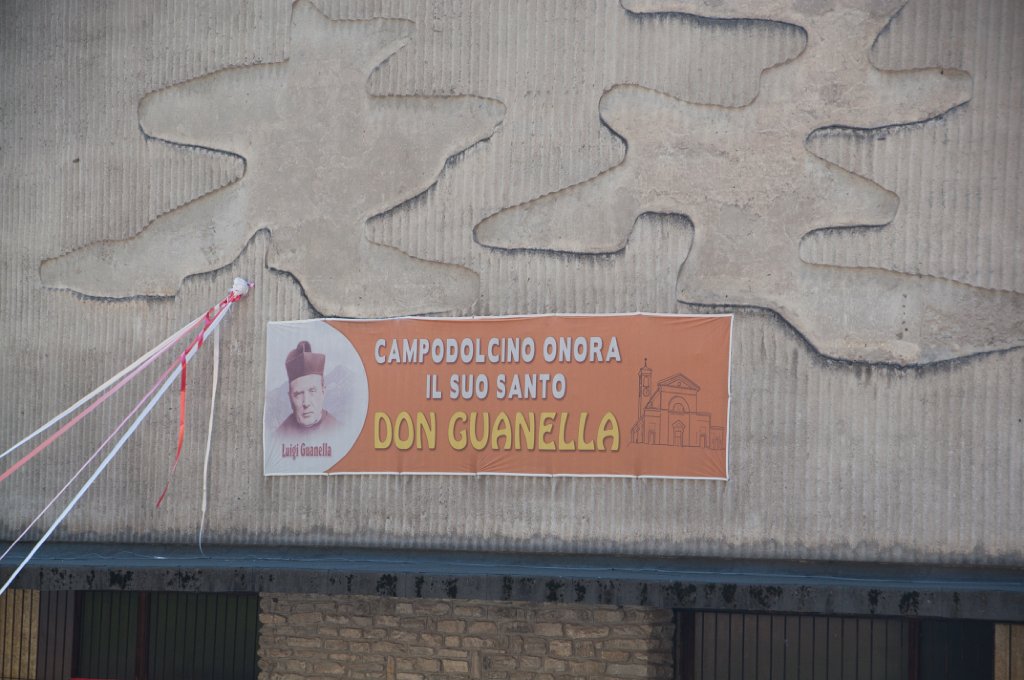 CAMPODOLCINO ONORA
IL SUO SANTO
DON GUANELLA
Luigi Guanella